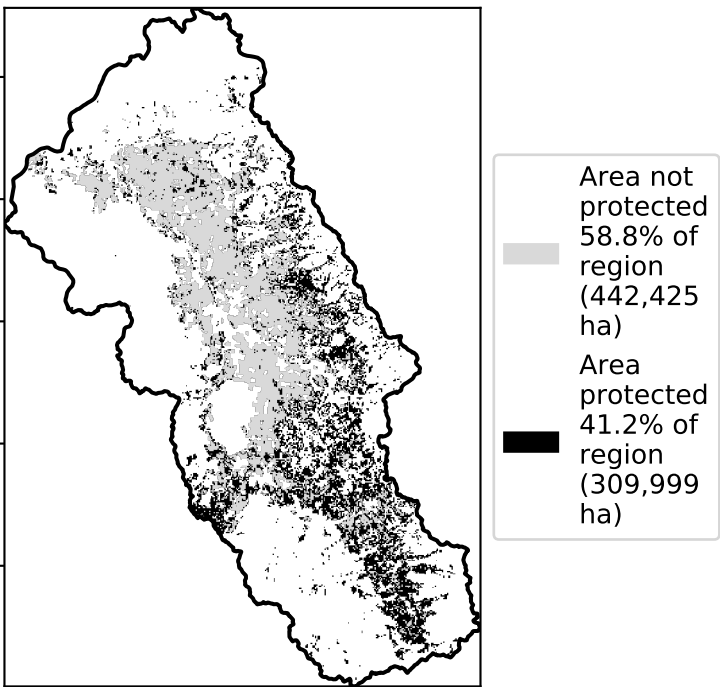 Area not
protected
58.8% of
region
(442,425
ha)
Area
protected
41.2% of
region
(309,999
ha)